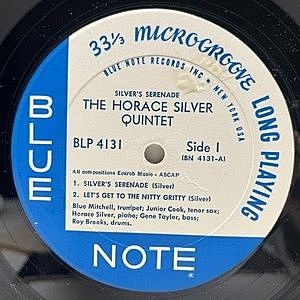 33⅓ MICROGROOVE LONG PLAYING
BLUE NOTE RECORDS INC • NEW YORK USA
SILVER'S SERENADE
THE HORACE SILVER
QUINTET
BLP 4131
Side 1
(BN 4131-A)
All compositions Ecaroh Music - ASCAP
1. SILVER'S SERENADE (Silver)
2. LET'S GET TO THE NITTY GRITTY (Silver)
Blue Mitchell, trumpet; Junior Cook, tenor sax;
Horace Silver, piano; Gene Taylor, bass;
Roy Brooks, drums.
BLUE
NOTE